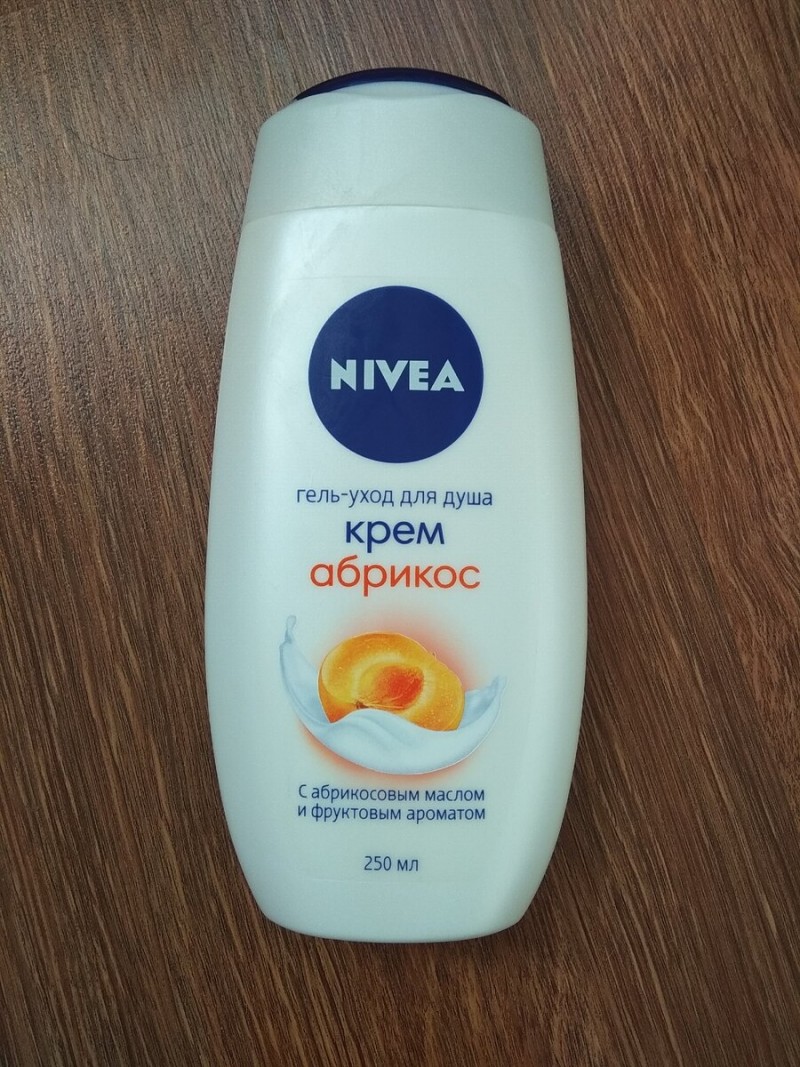 NIVEA
гель-уход для душа
крем
абрикос
С абрикосовым маслом
и фруктовым ароматом
250 мл